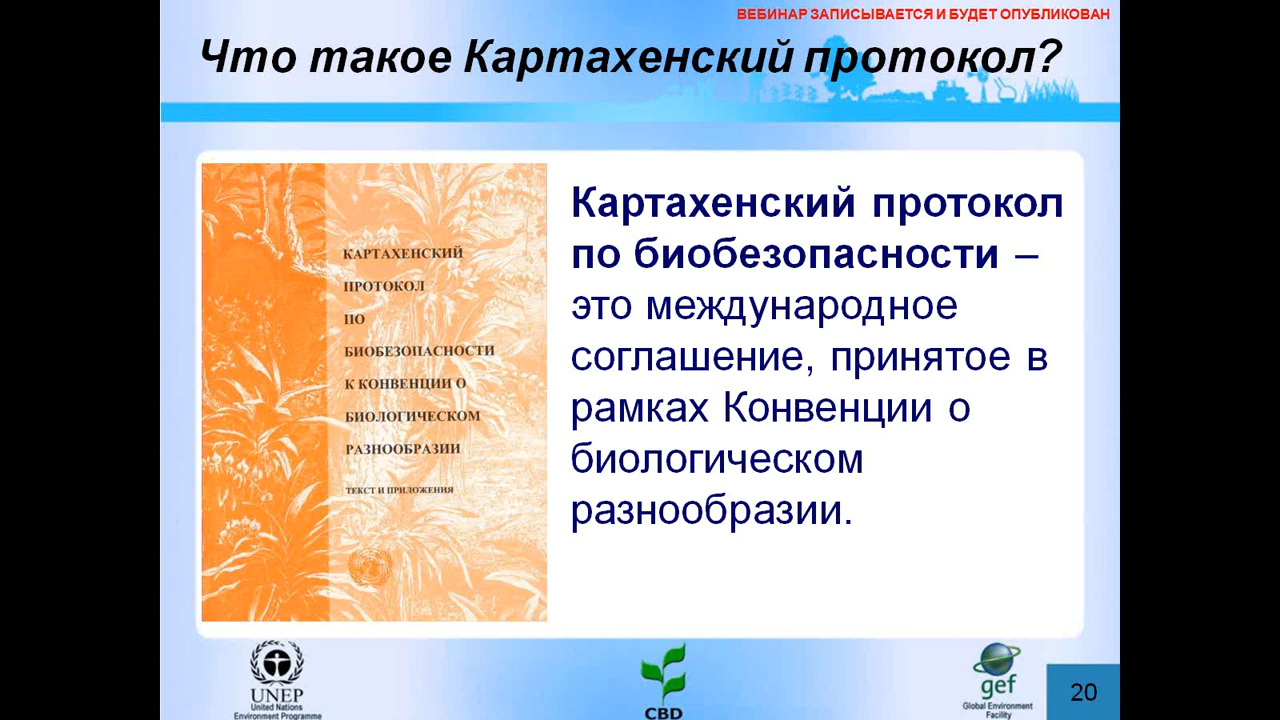 ВЕБИНАР ЗАПИСЫВАЕТСЯ И БУДЕТ ОПУБЛИКОВАН
Что такое Картахенский протокол?
КАРТАХЕНСКИЙ
ПРОТОКОЛ
ПО
БИОБЕЗОПАСНОСТИ
К КОНВЕНЦИИ О
БИОЛОГИЧЕСКОМ
РАЗНООБРАЗИИ
ТЕКСТ И ПРИЛОЖЕНИЯ
Картахенский протокол
по биобезопасности –
это международное
соглашение, принятое в
рамках Конвенции о
биологическом
разнообразии.
UNEP
United Nations
Environment Programme
CBD
gef
Global Environment
Facility
20